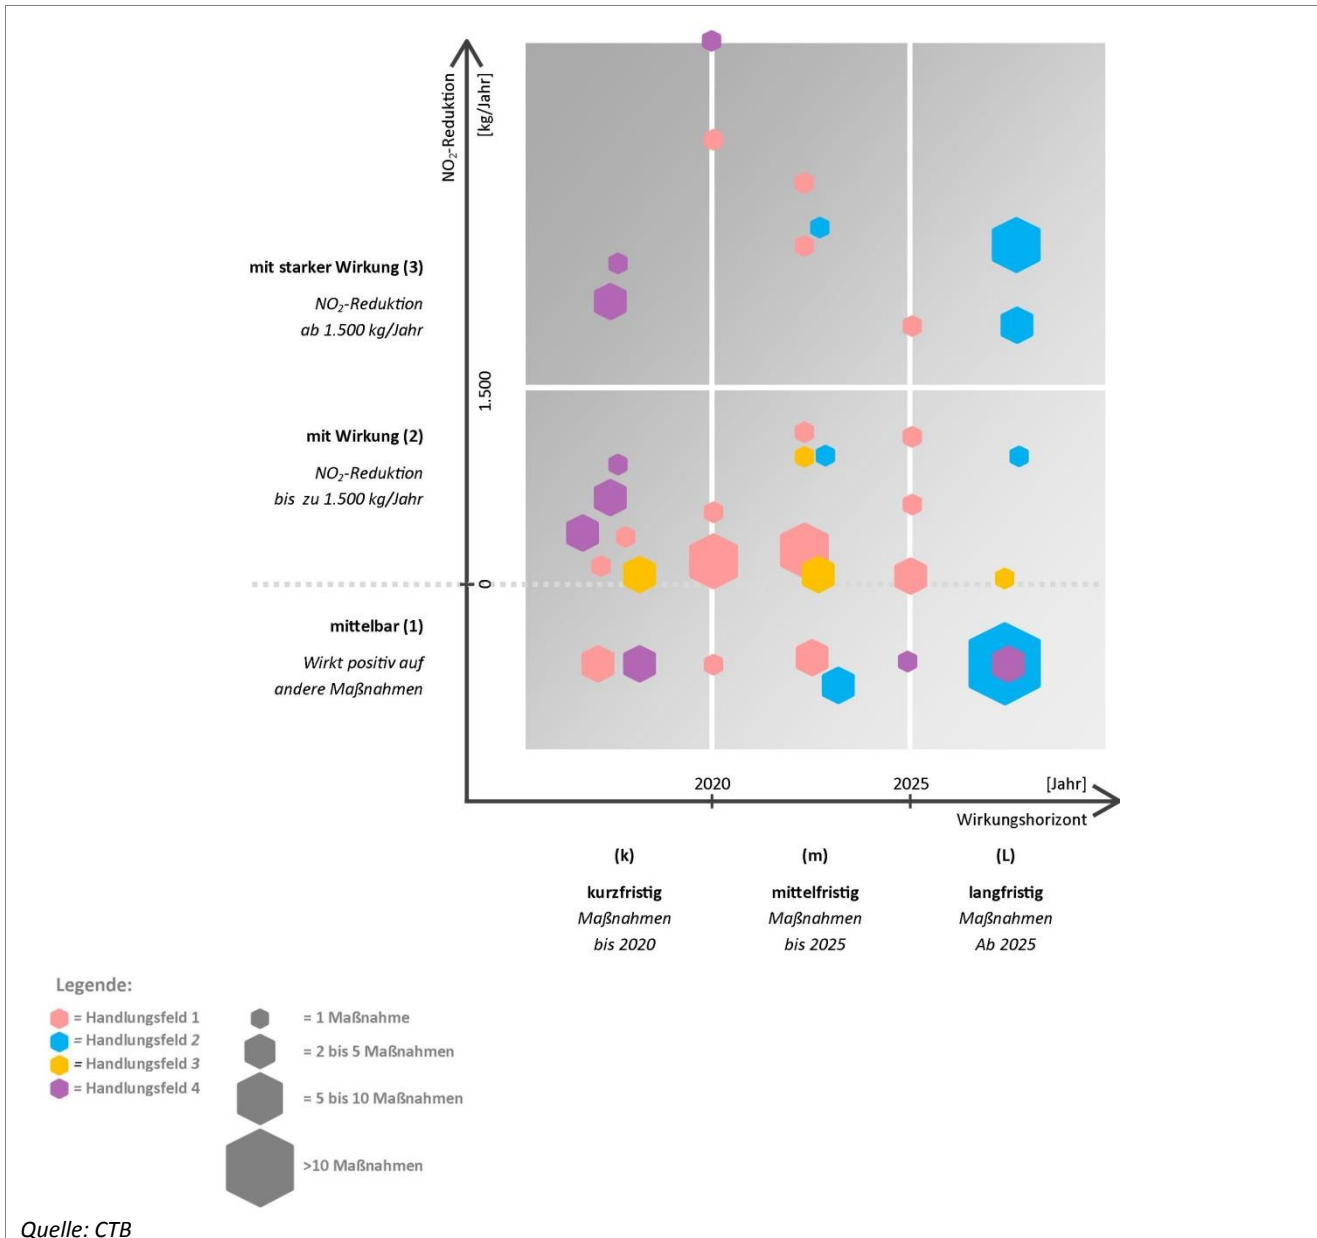 NO₂-Reduktion
[kg/Jahr]
mit starker Wirkung (3)
NO₂-Reduktion
ab 1.500 kg/Jahr
1.500
mit Wirkung (2)
NO₂-Reduktion
bis zu 1.500 kg/Jahr
0
mittelbar (1)
Wirkt positiv auf
andere Maßnahmen
2020
2025
[Jahr]
Wirkungshorizont
(k)
kurzfristig
Maßnahmen
bis 2020
(m)
mittelfristig
Maßnahmen
bis 2025
(L)
langfristig
Maßnahmen
Ab 2025
Legende:
= Handlungsfeld 1
= Handlungsfeld 2
= Handlungsfeld 3
= Handlungsfeld 4
= 1 Maßnahme
= 2 bis 5 Maßnahmen
= 5 bis 10 Maßnahmen
>10 Maßnahmen
Quelle: CTB